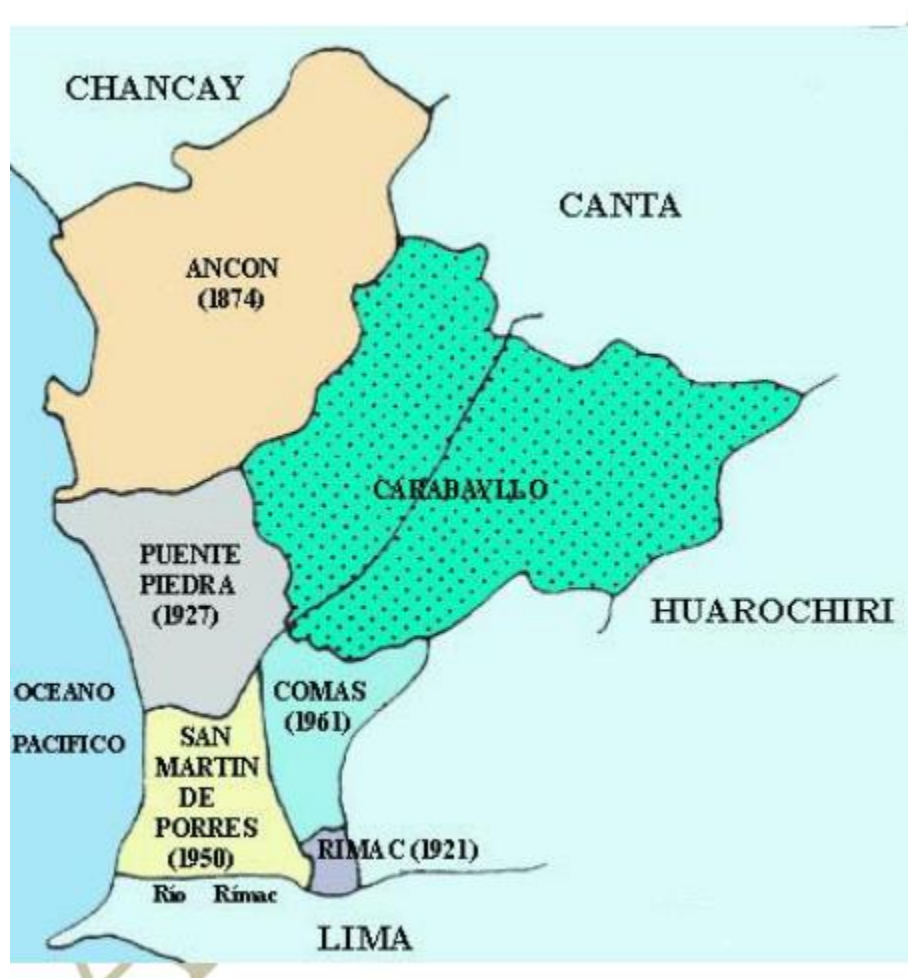 CHANCAY
CANTA
ANCON
(1874)
CARABAYLLO
PUENTE
PIEDRA
(1927)
HUAROCHIRI
OCEANO
PACIFICO
COMAS
(1961)
SAN
MARTIN
DE
PORRES
(1950)
RIMAC (1921)
Río Rímac
LIMA